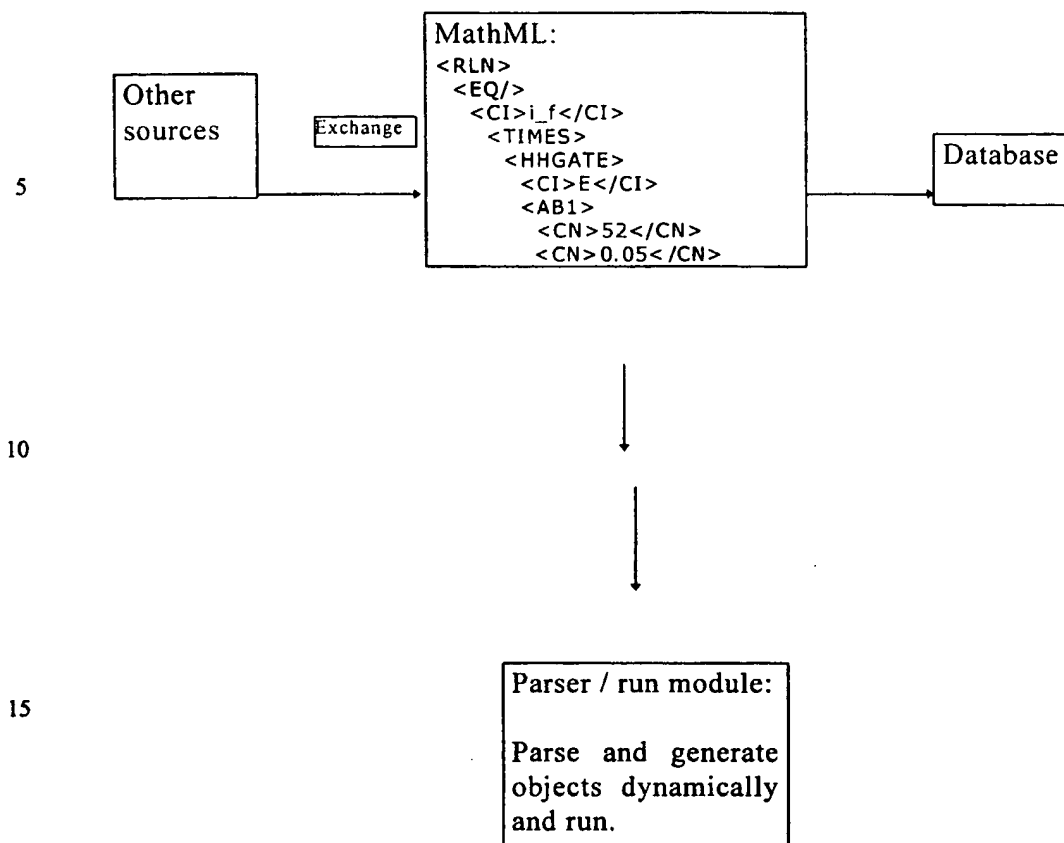 MathML:
<RLN>
<EQ/>
<CI>i_f</CI>
<TIMES>
<HHGATE>
<CI>E</CI>
<AB1>
<CN>52</CN>
<CN>0.05</CN>
Other
sources
Exchange
Database
5
10
15
Parser / run module:
Parse and generate
objects dynamically
and run.